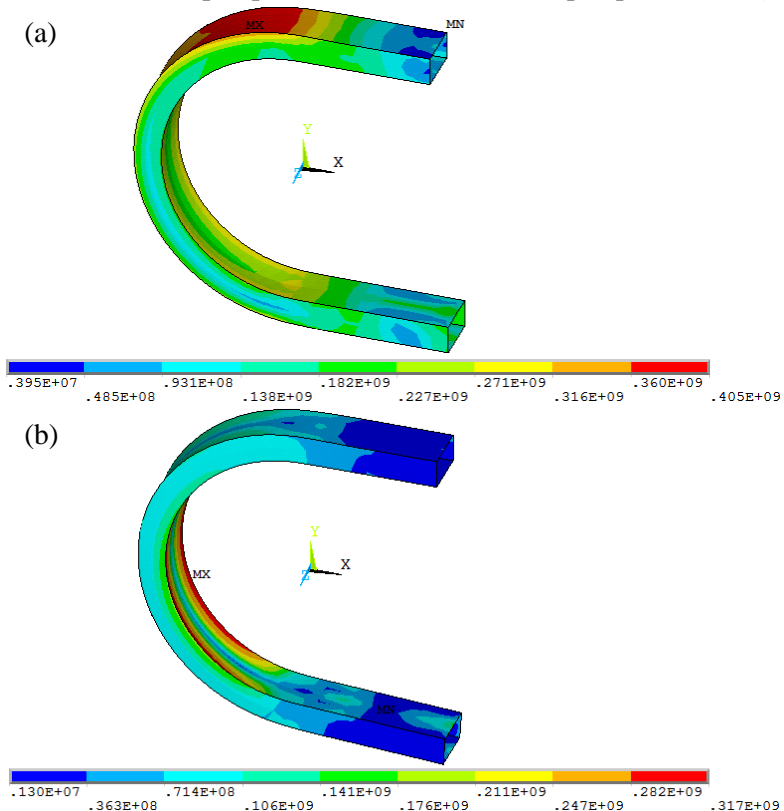 (a)
MX
MN
Y
Z
X
.395E+07 .931E+08 .182E+09 .271E+09 .360E+09
.485E+08 .138E+09 .227E+09 .316E+09 .405E+09
(b)
Y
Z
X
MX
MN
.130E+07 .714E+08 .141E+09 .211E+09 .282E+09
.363E+08 .106E+09 .176E+09 .247E+09 .317E+09